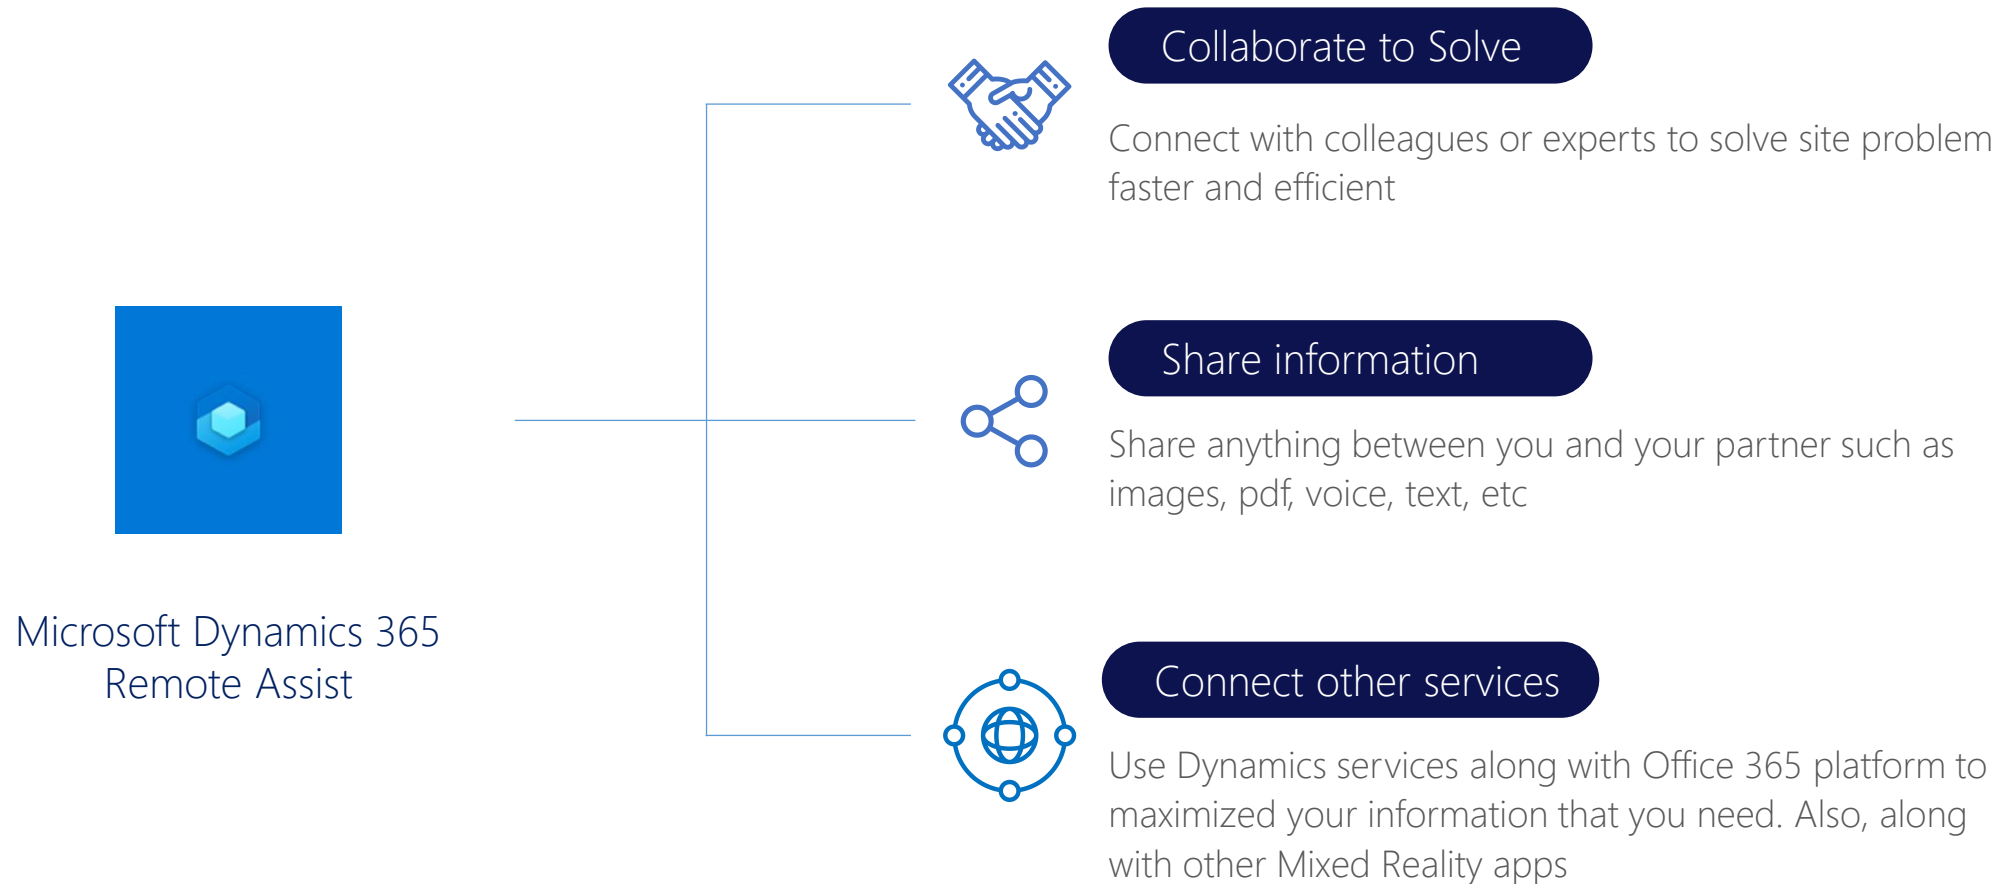 Collaborate to Solve
Connect with colleagues or experts to solve site problem
faster and efficient
Share information
Share anything between you and your partner such as
images, pdf, voice, text, etc
Microsoft Dynamics 365
Remote Assist
Connect other services
Use Dynamics services along with Office 365 platform to
maximized your information that you need. Also, along
with other Mixed Reality apps